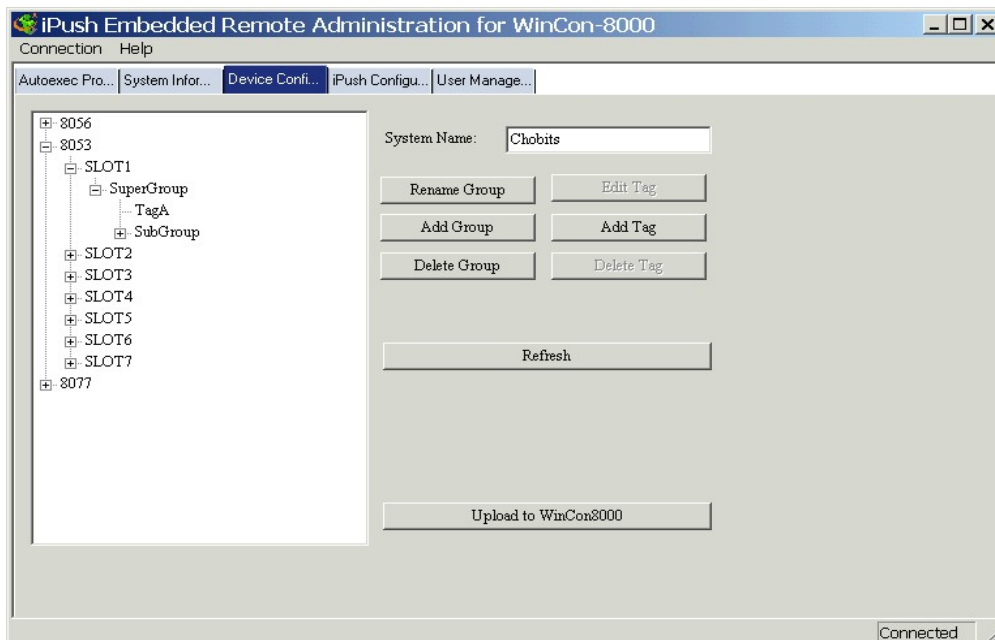 iPush Embedded Remote Administration for WinCon-8000
Connection Help
Autoexec Pro... System Infor... Device Confi... iPush Configu... User Manage...
8056
8053
SLOT1
SuperGroup
TagA
SubGroup
SLOT2
SLOT3
SLOT4
SLOT5
SLOT6
SLOT7
8077
System Name: Chobits
Rename Group Edit Tag
Add Group Add Tag
Delete Group Delete Tag
Refresh
Upload to WinCon8000
Connected